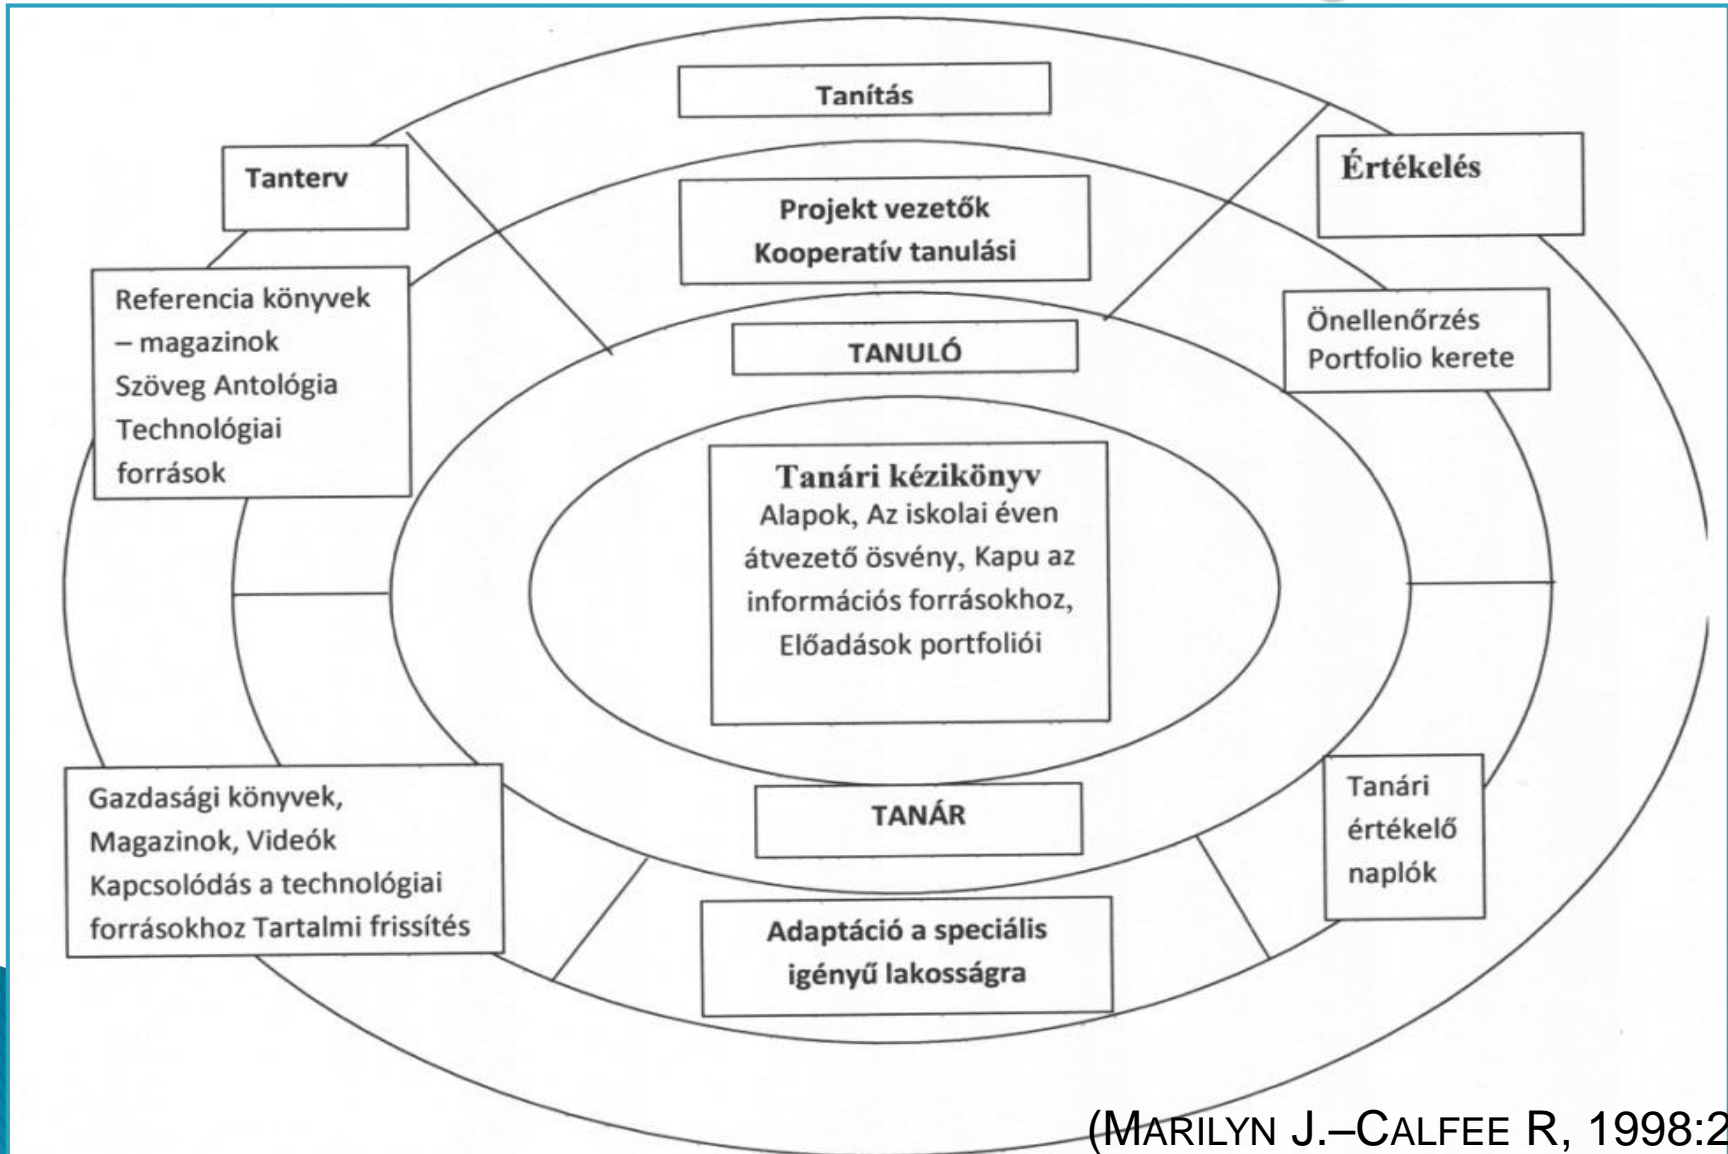 Tanítás
Tanterv
Értékelés
Projekt vezetők
Kooperatív tanulási
Referencia könyvek
– magazinok
Szöveg Antológia
Technológiai
források
Önellenőrzés
Portfolio kerete
TANULÓ
Tanári kézikönyv
Alapok, Az iskolai éven
átvezető ösvény, Kapu az
információs forrásokhoz,
Előadások portfoliói
TANÁR
Gazdasági könyvek,
Magazinok, Videók
Kapcsolódás a technológiai
forrásokhoz Tartalmi frissítés
Tanári
értékelő
naplók
Adaptáció a speciális
igényű lakosságra
(MARILYN J.–CALFEE R, 1998:2